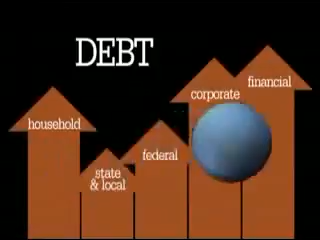 DEBT
household
state
& local
federal
corporate
financial